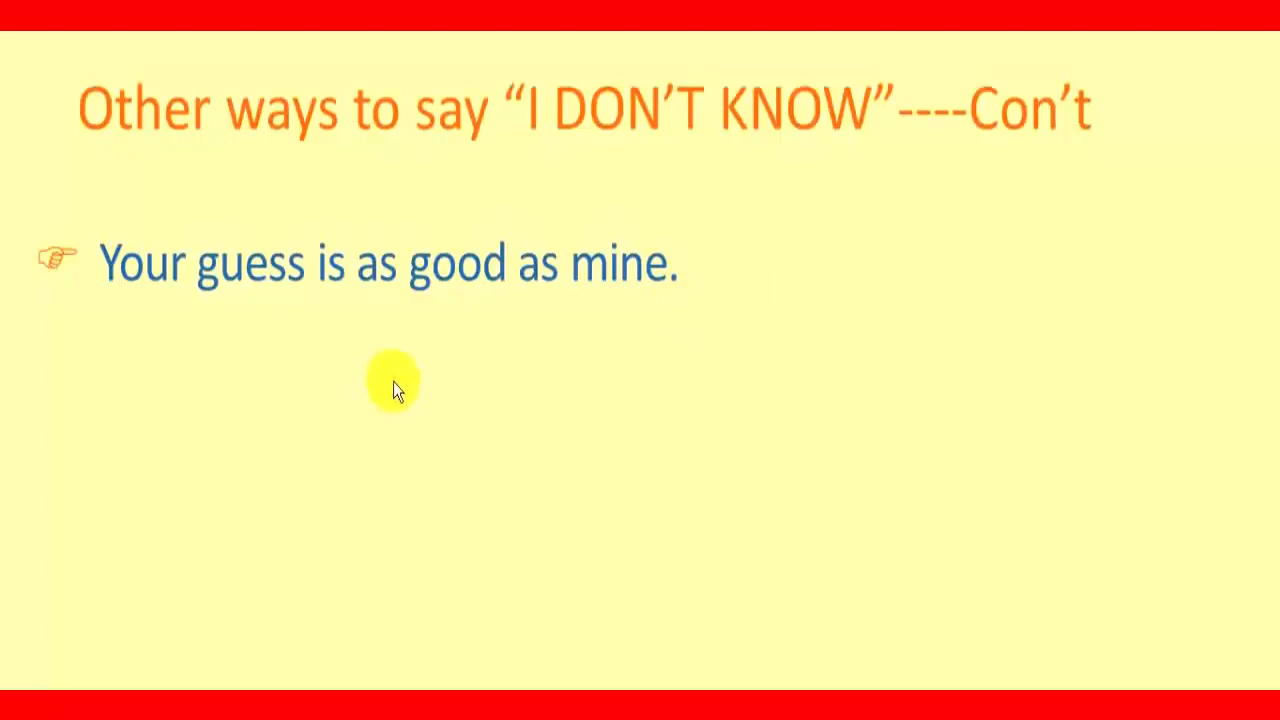 Other ways to say “I DON’T KNOW”----Con’t
Your guess is as good as mine.